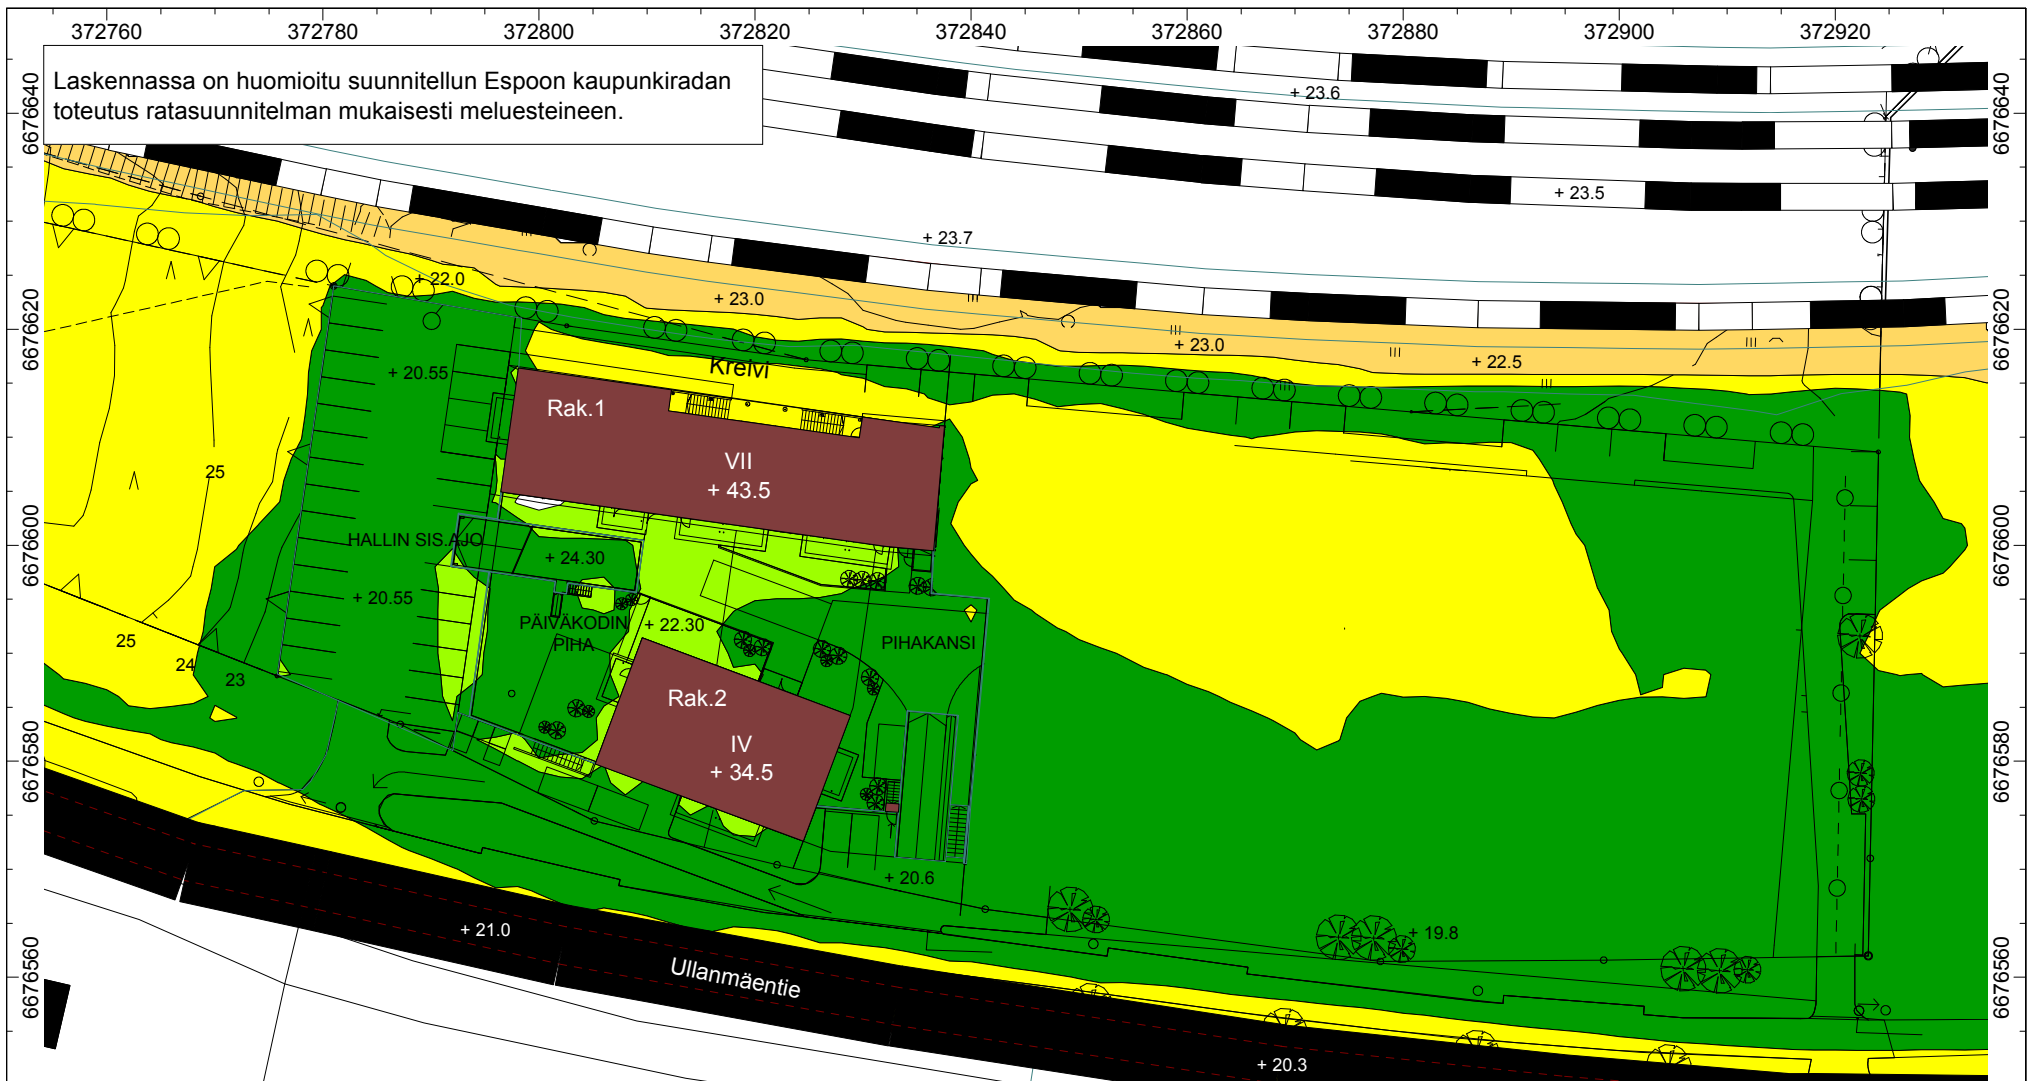 372760 372780 372800 372820 372840 372860 372880 372900 372920
Laskennassa on huomioitu suunnitellun Espoon kaupunkiradan
toteutus ratasuunnitelman mukaisesti meluesteineen.
6676640
6676640
+ 23.6
+ 23.5
+ 23.7
+ 22.0
+ 23.0
6676620
6676620
+ 23.0
+ 22.5
Kreivi
+ 20.55
Rak.1
VII
+ 43.5
25
6676600
6676600
HALLIN SIS.AJO
+ 24.30
+ 20.55
PÄIVÄKODIN
PIHA
+ 22.30
PIHAKANSI
25
24
23
Rak.2
IV
+ 34.5
6676580
6676580
+ 20.6
+ 21.0
+ 19.8
Ullanmäentie
6676560
6676560
+ 20.3